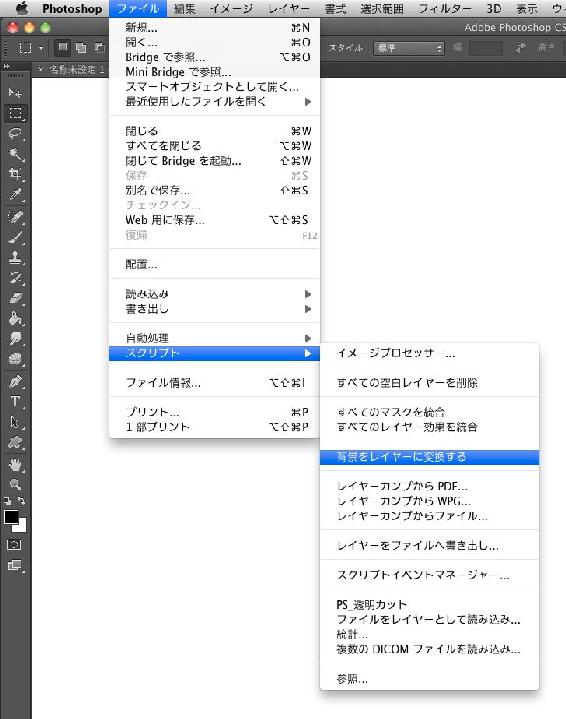 Photoshop ファイル 編集 イメージ レイヤー 書式 選択範囲 フィルター 3D 表示 ウ
Adobe Photoshop CS
スタイル: 標準 幅 高さ
× 名称未設定 1
新規... ⌘N
開く... ⌘O
Bridge で参照... ⌥⌘O
Mini Bridge で参照...
スマートオブジェクトとして開く...
最近使用したファイルを開く ▶
閉じる ⌘W
すべてを閉じる ⌥⌘W
閉じて Bridge を起動... ⇧⌘W
保存 ⌘S
別名で保存... ⇧⌘S
チェックイン...
Web 用に保存... ⌥⇧⌘S
復帰 F12
配置...
読み込み ▶
書き出し ▶
自動処理 ▶
スクリプト ▶
ファイル情報... ⌥⇧⌘I
プリント... ⌘P
1 部プリント ⌥⇧⌘P
イメージプロセッサー...
すべての空白レイヤーを削除
すべてのマスクを統合
すべてのレイヤー効果を統合
背景をレイヤーに変換する
レイヤーカンプから PDF...
レイヤーカンプから WPG...
レイヤーカンプからファイル...
レイヤーをファイルへ書き出し...
スクリプトイベントマネージャー...
PS_透明カット
ファイルをレイヤーとして読み込み...
統計...
複数の DICOM ファイルを読み込み...
参照...